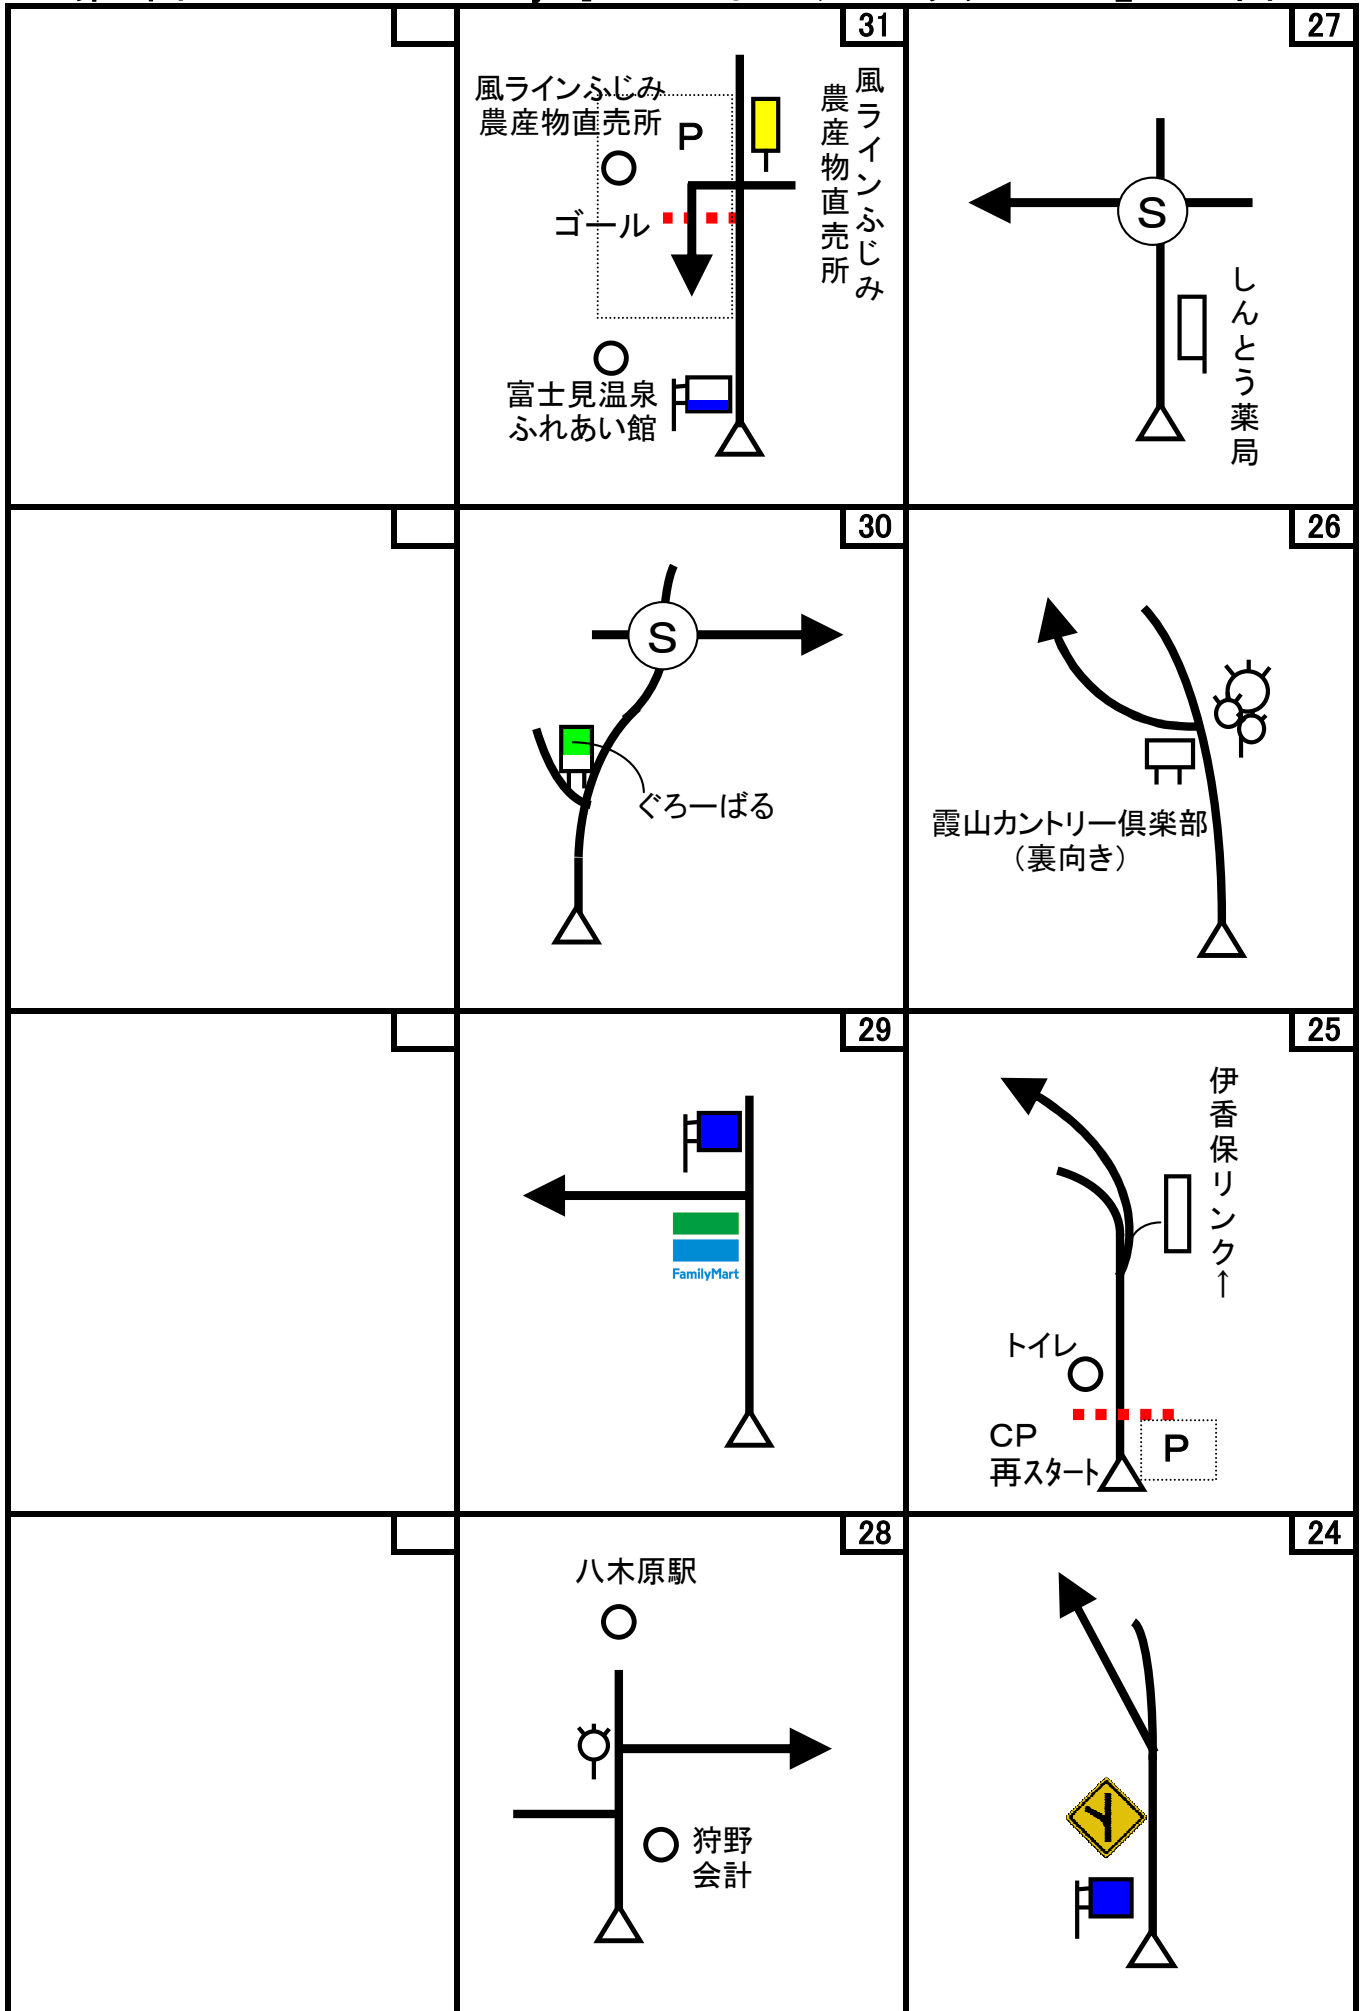 31
風ラインふじみ
農産物直売所
P
風ラインふじみ
農産物直売所
ゴール
富士見温泉
ふれあい館
27
S
しんとう薬局
30
S
ぐろーばる
26
霞山カントリー倶楽部
（裏向き）
29
FamilyMart
25
伊香保リンク→
トイレ
CP
再スタート
P
28
八木原駅
狩野
会計
24